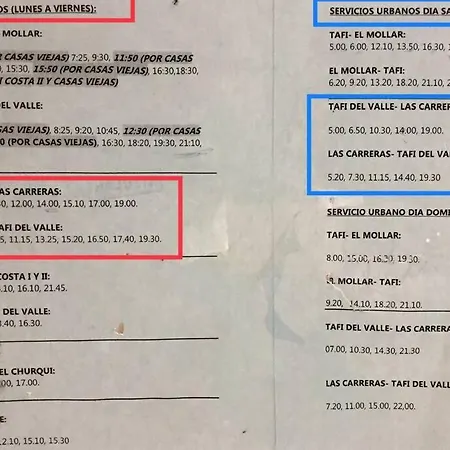 OS (LUNES A VIERNES):
MOLLAR:
CASAS VIEJAS) 7:25, 9:30, 11:50 (POR CASAS
, 15:30, 15:50 (POR CASAS VIEJAS), 16:30,18:30,
COSTA II Y CASAS VIEJAS)
DEL VALLE:
VIEJAS), 8:25, 9:20, 10:45, 12:30 (POR CASAS
0 (POR CASAS VIEJAS), 16:30, 18:20, 19:30, 21:10,
AS CARRERAS:
0, 12.00, 14.00, 15.10, 17.00, 19.00.
AFI DEL VALLE:
5, 11.15, 13.25, 15.20, 16.50, 17,40, 19.30.
COSTA I Y II:
.10, 16.10, 21.45.
DEL VALLE:
.40, 16.30.
EL CHURQUI:
.00, 17.00.
E:
12.10, 15.10, 15.30
SERVICIOS URBANOS DIA SA
TAFI- EL MOLLAR:
5.00, 6.00, 12.10, 13.50, 16.30, 1
EL MOLLAR- TAFI:
6.20, 9.20, 13.20, 18.20, 21.10, 2
TAFI DEL VALLE- LAS CARRER
5.00, 6.50, 10.30, 14.00, 19.00.
LAS CARRERAS- TAFI DEL VAL
5.20, 7.30, 11.15, 14.40, 19.30
SERVICIO URBANO DIA DOMI
TAFI- EL MOLLAR:
8.00, 15.00, 16.30, 19.30.
EL MOLLAR- TAFI:
9.20, 14.10, 18.20, 21.10.
TAFI DEL VALLE- LAS CARRERA
07.00, 10.30, 14.30, 21.30
LAS CARRERAS- TAFI DEL VALL
7.20, 11.00, 15.00, 22,00.